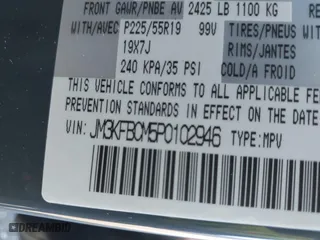 FRONT GAWR/PNBE AV 2425 LB 1100 KG
WITH/AVEC P225/55R19 99V TIRES/PNEUS WITH
19X7J RIMS/JANTES
240 KPA/35 PSI COLD/A FROID
THIS VEHICLE CONFORMS TO ALL APPLICABLE
PREVENTION STANDARDS IN EFFECT ON THE DATE
VIN: JM3KFBCM5P0102946 TYPE:MPV
DREAMBID